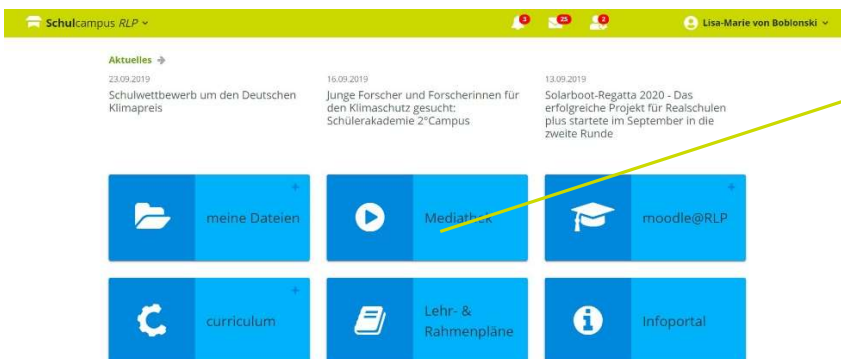 Schulcampus RLP
3 25 2
Lisa-Marie von Boblonski
Aktuelles
23.09.2019
Schulwettbewerb um den Deutschen
Klimapreis
16.09.2019
Junge Forscher und Forscherinnen für
den Klimaschutz gesucht:
Schülerakademie 2°Campus
13.09.2019
Solarboot-Regatta 2020 - Das
erfolgreiche Projekt für Realschulen
plus startete im September in die
zweite Runde
meine Dateien
Mediathek
moodle@RLP
curriculum
Lehr- &
Rahmenpläne
Infoportal